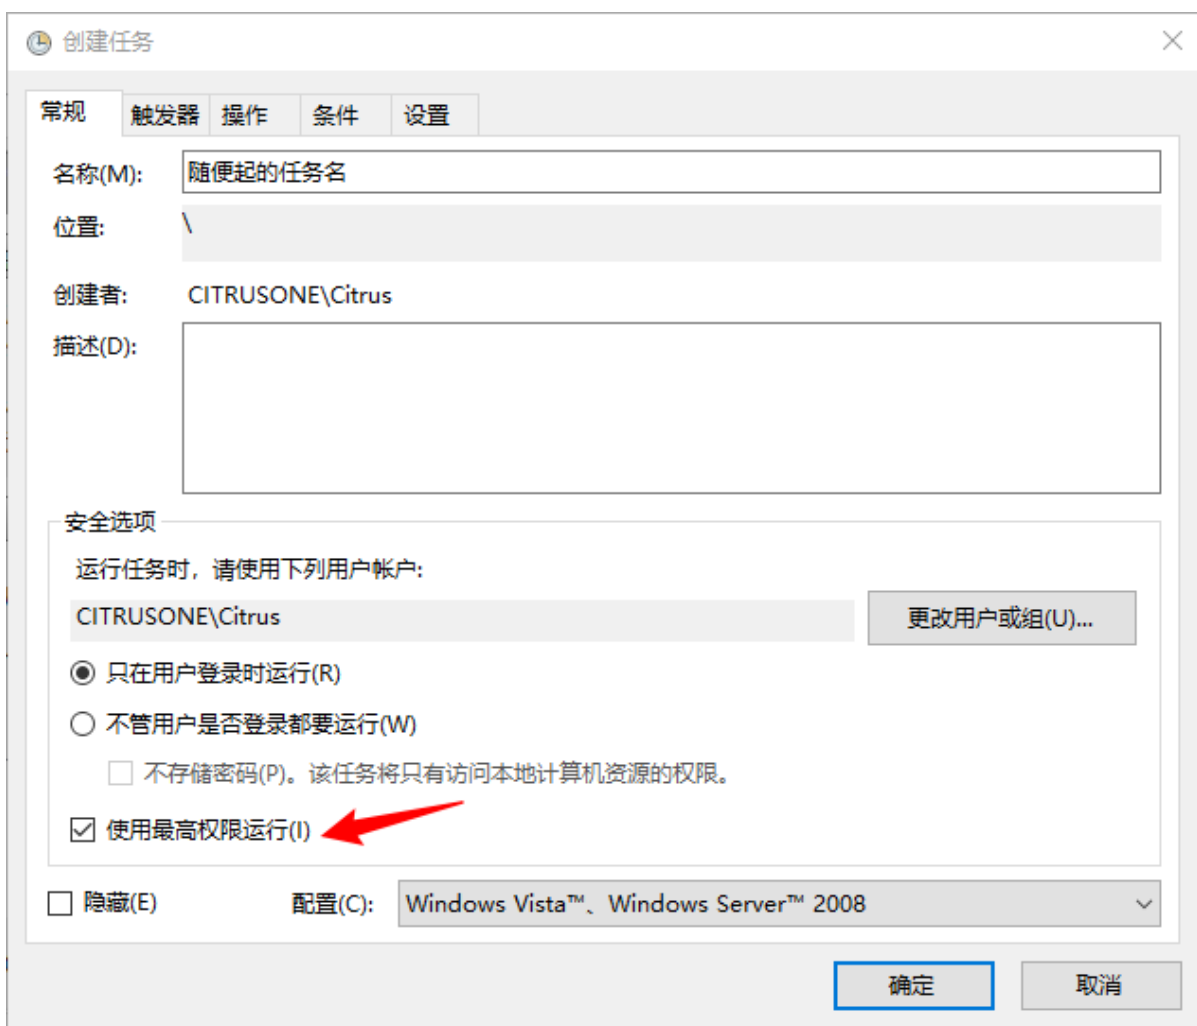 创建任务
常规 触发器 操作 条件 设置
名称(M): 随便起的任务名
位置: \
创建者: CITRUSONE\Citrus
描述(D):
安全选项
运行任务时，请使用下列用户帐户:
CITRUSONE\Citrus 更改用户或组(U)...
只在用户登录时运行(R)
不管用户是否登录都要运行(W)
不存储密码(P)。该任务将只有访问本地计算机资源的权限。
使用最高权限运行(I)
隐藏(E) 配置(C): Windows Vista™、Windows Server™ 2008
确定 取消